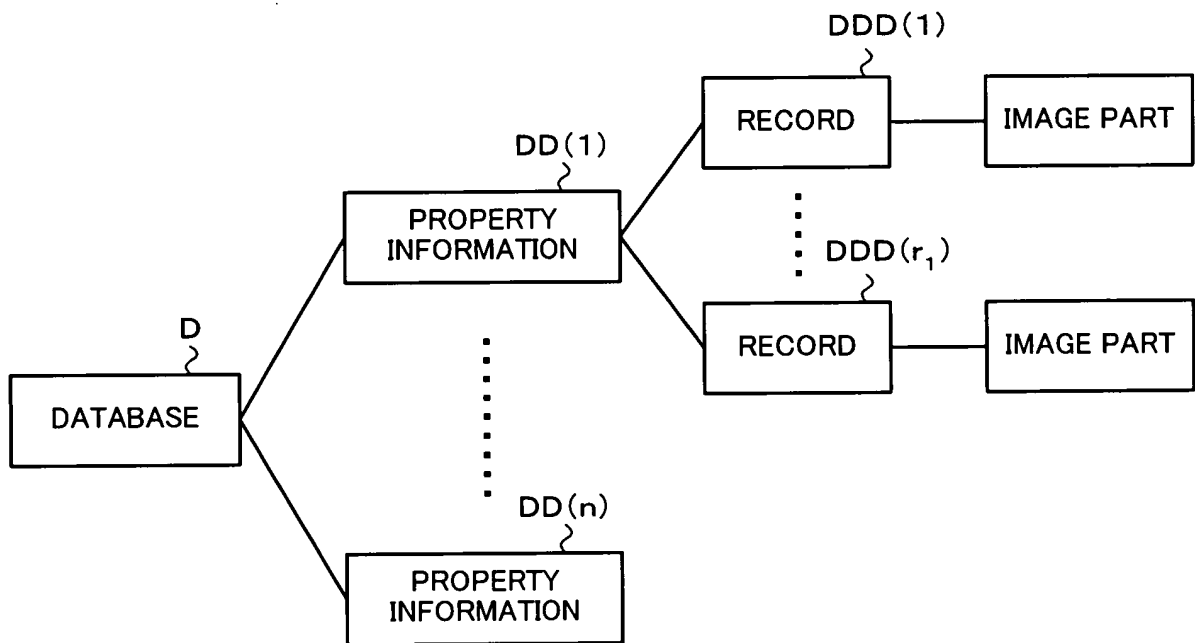 DDD(1)
RECORD
IMAGE PART
DD(1)
PROPERTY
INFORMATION
DDD(r₁)
RECORD
IMAGE PART
D
DATABASE
DD(n)
PROPERTY
INFORMATION